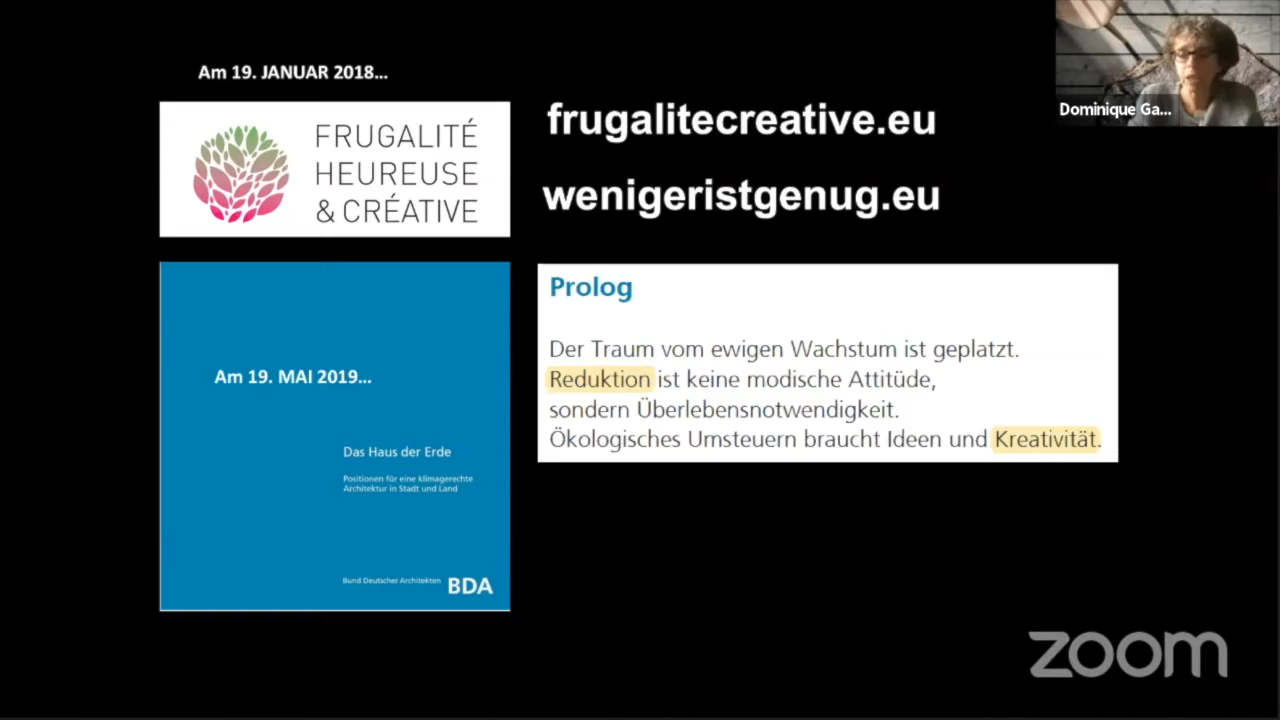 Am 19. JANUAR 2018...
FRUGALITÉ
HEUREUSE
& CRÉATIVE
frugalitecreative.eu
wenigeristgenug.eu
Dominique Ga...
Am 19. MAI 2019...
Das Haus der Erde
Positionen für eine klimagerechte
Architektur in Stadt und Land
Bund Deutscher Architekten BDA
Prolog
Der Traum vom ewigen Wachstum ist geplatzt.
Reduktion ist keine modische Attitüde,
sondern Überlebensnotwendigkeit.
Ökologisches Umsteuern braucht Ideen und Kreativität.
zoom